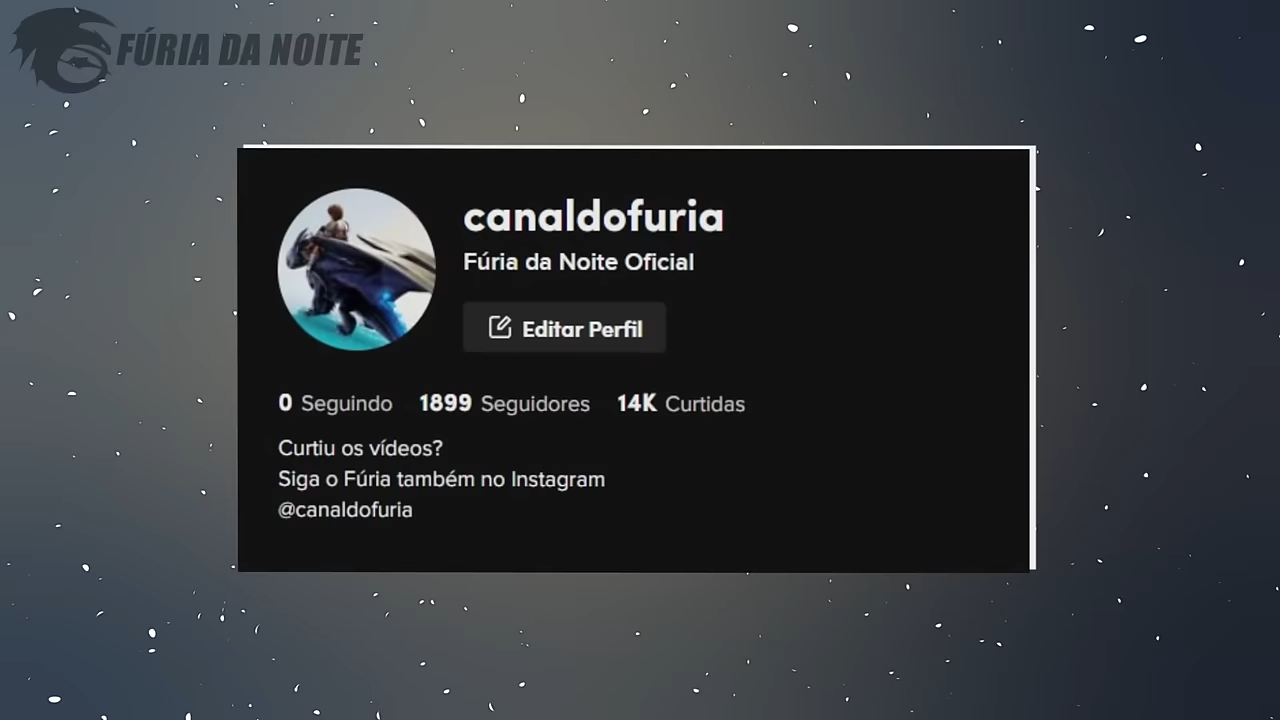 FÚRIA DA NOITE
canaldofuria
Fúria da Noite Oficial
Editar Perfil
0 Seguindo 1899 Seguidores 14K Curtidas
Curtiu os vídeos?
Siga o Fúria também no Instagram
@canaldofuria